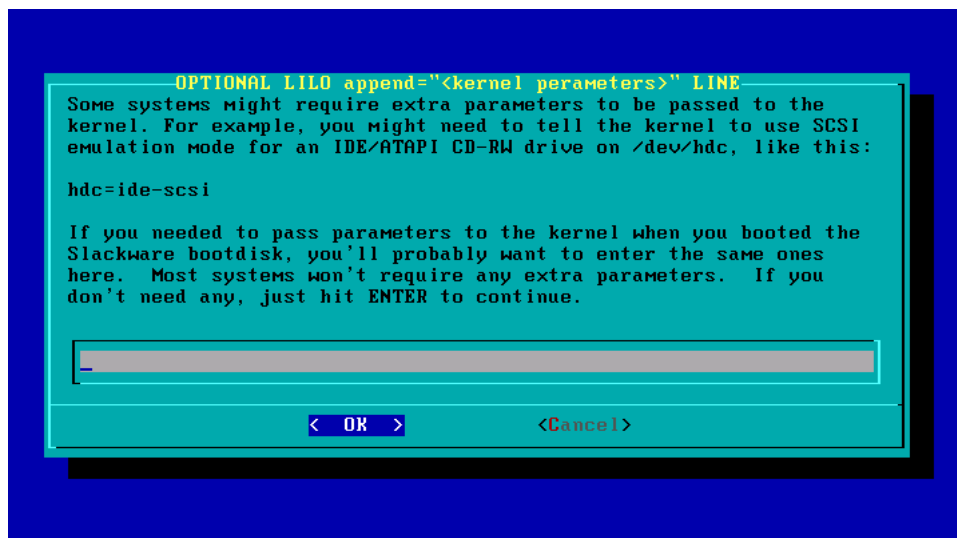 OPTIONAL LILO append="<kernel perameters>" LINE
Some systems might require extra parameters to be passed to the
kernel. For example, you might need to tell the kernel to use SCSI
emulation mode for an IDE/ATAPI CD-RW drive on /dev/hdc, like this:
hdc=ide-scsi
If you needed to pass parameters to the kernel when you booted the
Slackware bootdisk, you'll probably want to enter the same ones
here.  Most systems won't require any extra parameters.  If you
don't need any, just hit ENTER to continue.
<  OK  > <Cancel>